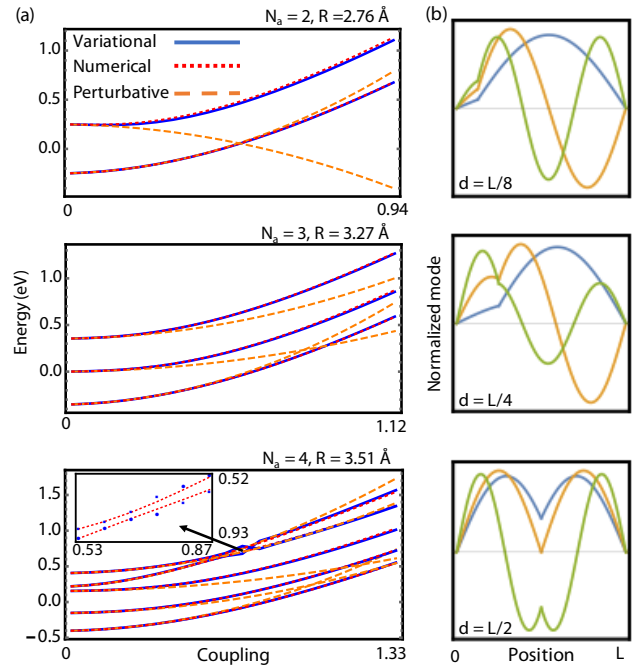 (a)
N_a = 2, R =2.76 Å
Variational
Numerical
Perturbative
1.0
0.5
0.0
0
0.94
N_a = 3, R = 3.27 Å
1.0
0.0
0
1.12
Energy (eV)
N_a = 4, R = 3.51 Å
0.52
0.93
0.53
0.87
1.5
1.0
0.5
0.0
−0.5
0
Coupling
1.33
(b)
d = L/8
d = L/4
d = L/2
Normalized mode
0
Position
L